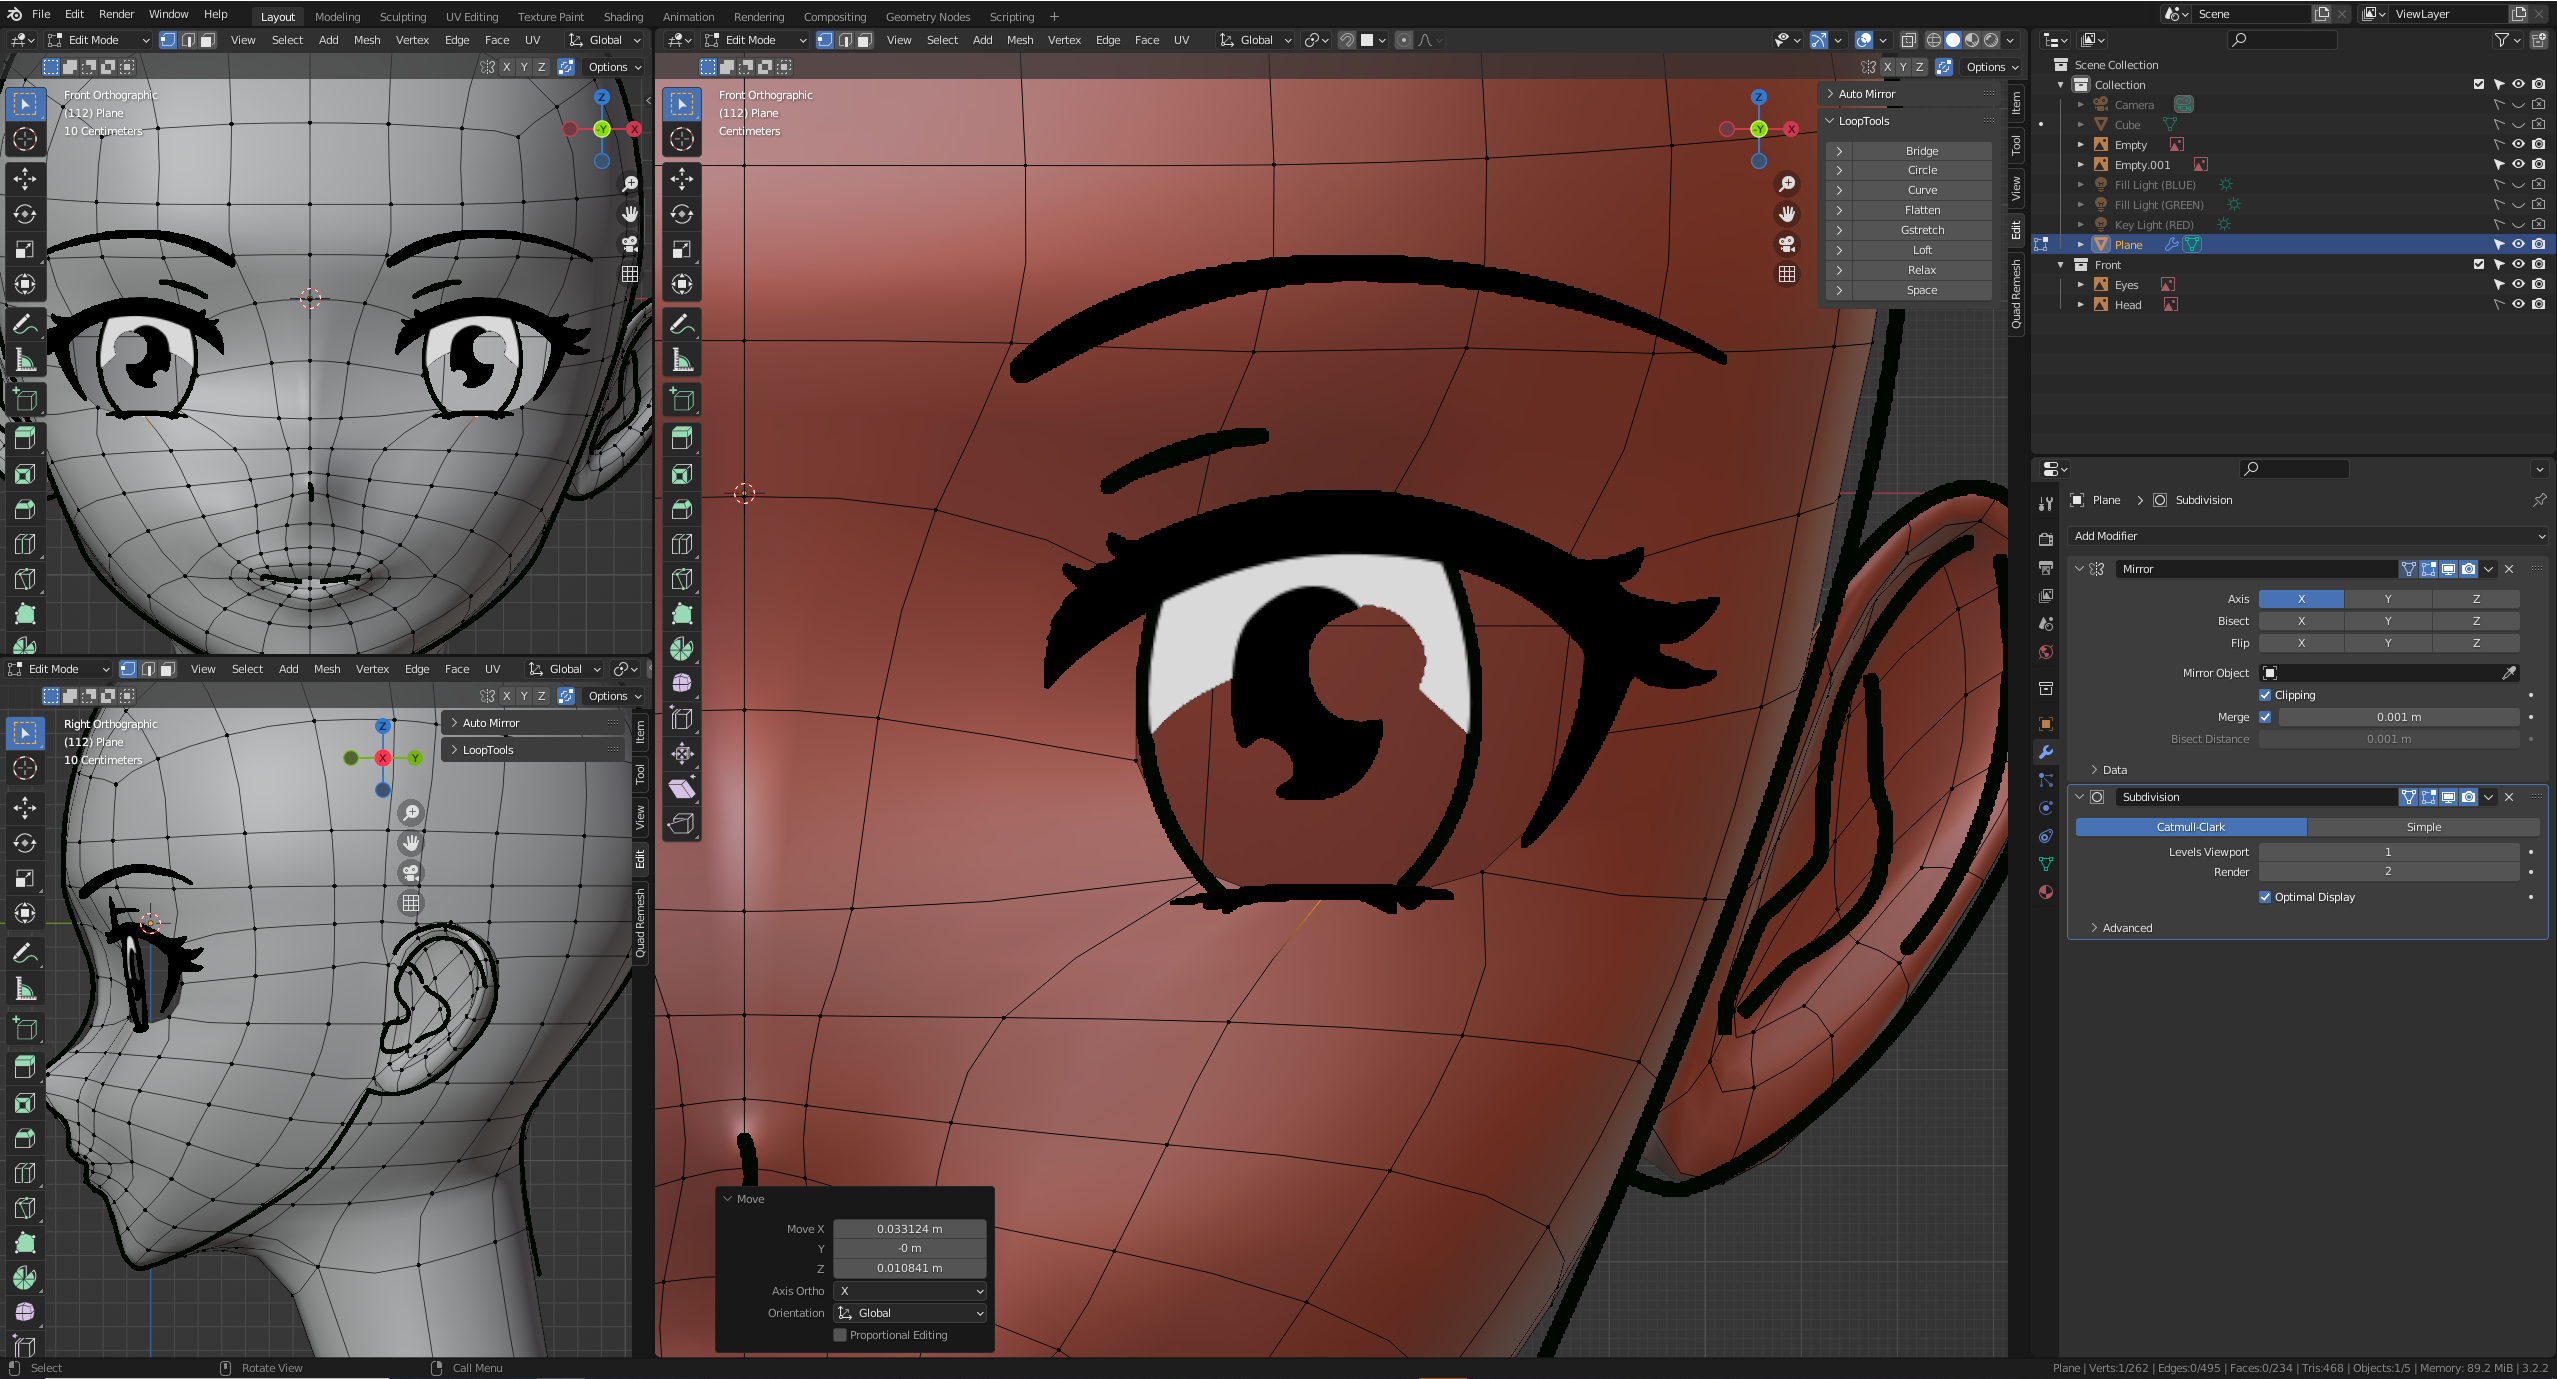 File Edit Render Window Help Layout Modeling Sculpting UV Editing Texture Paint Shading Animation Rendering Compositing Geometry Nodes Scripting + Scene ViewLayer
Edit Mode View Select Add Mesh Vertex Edge Face UV Global
Edit Mode View Select Add Mesh Vertex Edge Face UV Global
X Y Z Options
X Y Z Options
Front Orthographic
(112) Plane
10 Centimeters
Z
-Y
X
Front Orthographic
(112) Plane
Centimeters
Z
-Y
X
Auto Mirror
LoopTools
Bridge
Circle
Curve
Flatten
Gstretch
Loft
Relax
Space
Item
Tool
View
Edit
Quad Remesh
Edit Mode View Select Add Mesh Vertex Edge Face UV Global
X Y Z Options
Right Orthographic
(112) Plane
10 Centimeters
Z
X
Y
Auto Mirror
LoopTools
Item
Tool
View
Edit
Quad Remesh
Move
Move X 0.033124 m
Y -0 m
Z 0.010841 m
Axis Ortho X
Orientation Global
Proportional Editing
Scene Collection
Collection
Camera
Cube
Empty
Empty.001
Fill Light (BLUE)
Fill Light (GREEN)
Key Light (RED)
Plane
Front
Eyes
Head
Plane > Subdivision
Add Modifier
Mirror
Axis X Y Z
Bisect X Y Z
Flip X Y Z
Mirror Object
Clipping
Merge 0.001 m
Bisect Distance 0.001 m
Data
Subdivision
Catmull-Clark Simple
Levels Viewport 1
Render 2
Optimal Display
Advanced
Select Rotate View Call Menu
Plane | Verts:1/262 | Edges:0/495 | Faces:0/234 | Tris:468 | Objects:1/5 | Memory: 89.2 MiB | 3.2.2